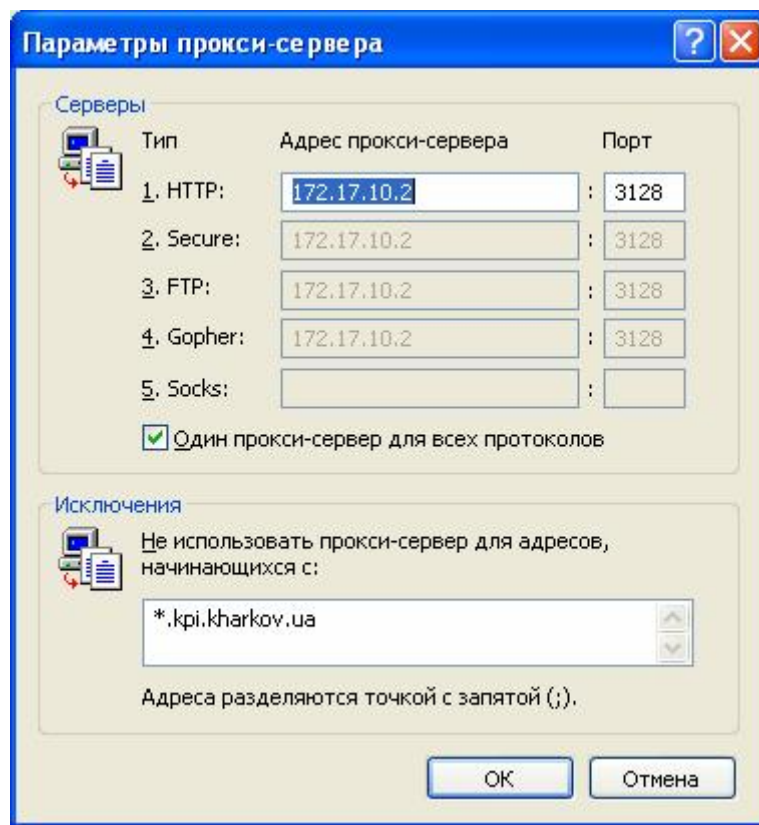 Параметры прокси-сервера
Серверы
Тип Адрес прокси-сервера Порт
1. HTTP: 172.17.10.2 : 3128
2. Secure: 172.17.10.2 : 3128
3. FTP: 172.17.10.2 : 3128
4. Gopher: 172.17.10.2 : 3128
5. Socks: :
Один прокси-сервер для всех протоколов
Исключения
Не использовать прокси-сервер для адресов,
начинающихся с:
*.kpi.kharkov.ua
Адреса разделяются точкой с запятой (;).
ОК Отмена